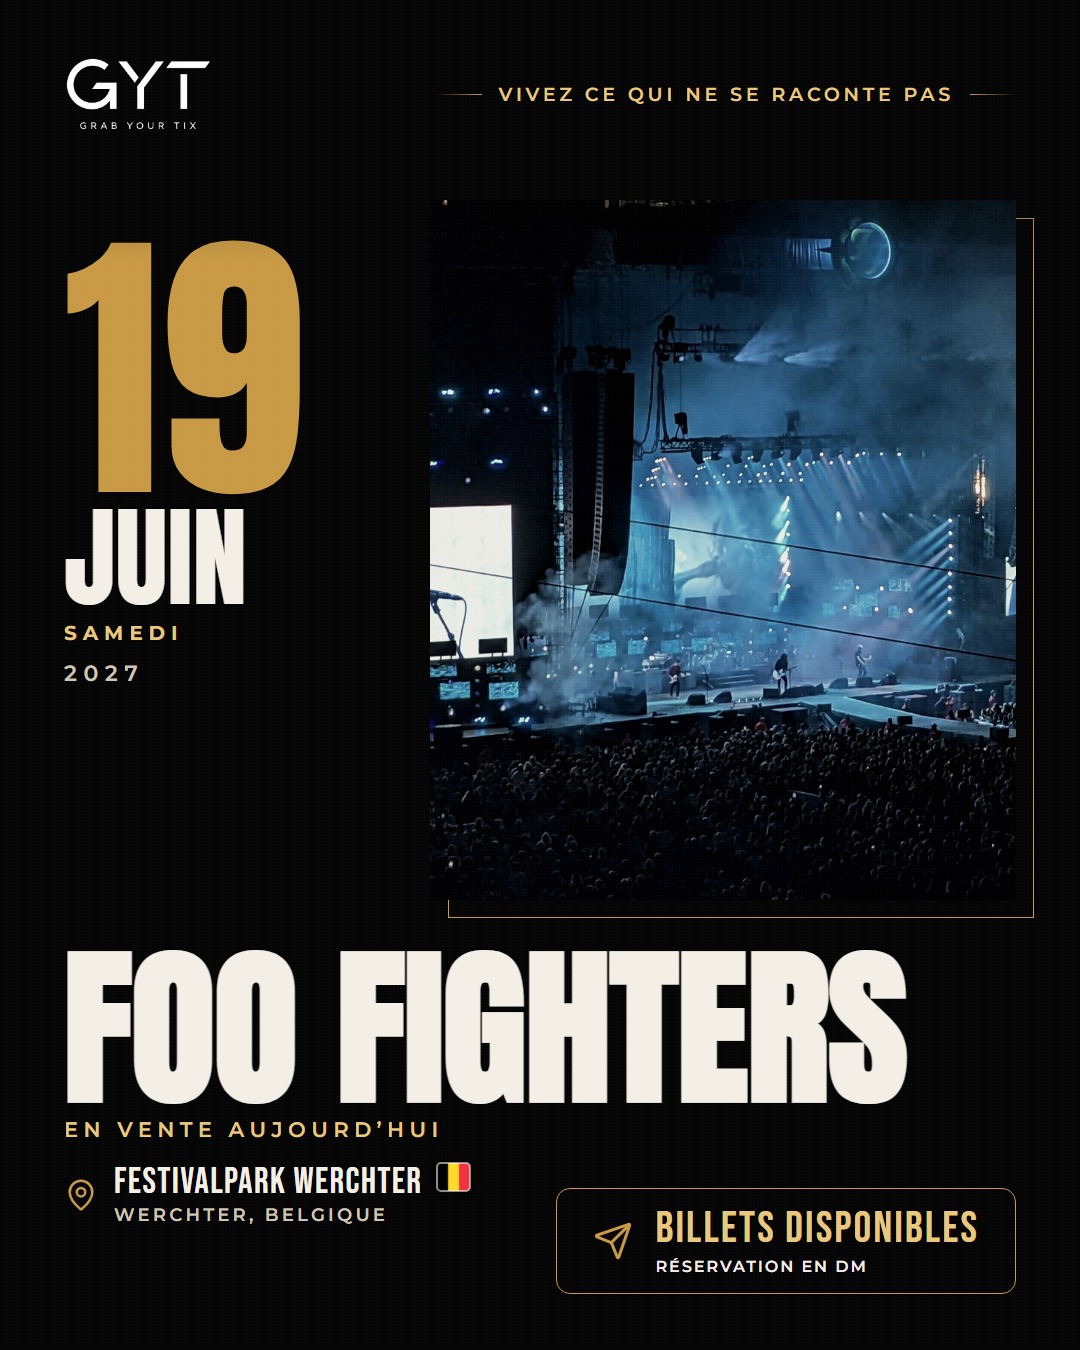 GYT
GRAB YOUR TIX
VIVEZ CE QUI NE SE RACONTE PAS
19
JUIN
SAMEDI
2027
FOO FIGHTERS
EN VENTE AUJOURD’HUI
FESTIVALPARK WERCHTER
WERCHTER, BELGIQUE
BILLETS DISPONIBLES
RÉSERVATION EN DM